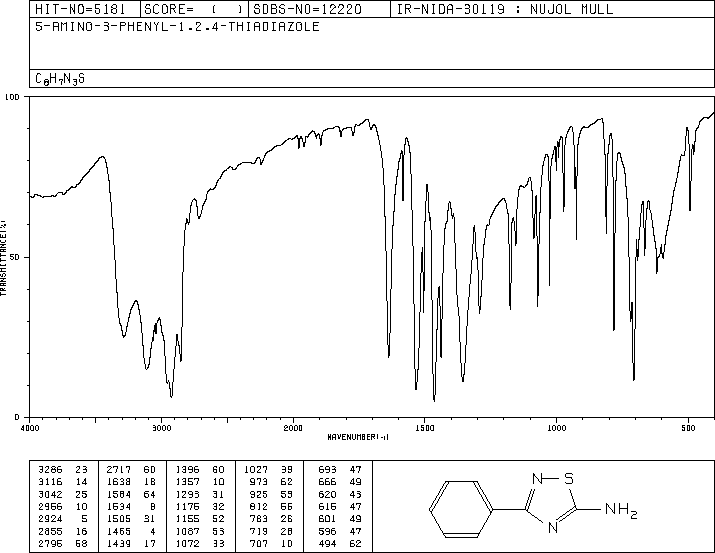 HIT-NO=5181 SCORE= ( ) SDBS-NO=12220 IR-NIDA-30119 : NUJOL MULL
5-AMINO-3-PHENYL-1,2,4-THIADIAZOLE
C8H7N3S
100
50
0
TRANSMITTANCE(%)
4000 3000 2000 1500 1000 500
WAVENUMBER(-1)
3286 23 2717 60 1396 60 1027 39 693 47
3116 14 1638 18 1357 10 973 62 666 49
3042 25 1584 64 1293 31 925 53 620 43
2956 10 1534 8 1176 32 812 55 615 47
2924 5 1505 31 1155 52 783 26 601 49
2855 16 1465 4 1087 53 719 28 596 47
2795 58 1439 17 1072 33 707 10 494 62
N S
N NH2